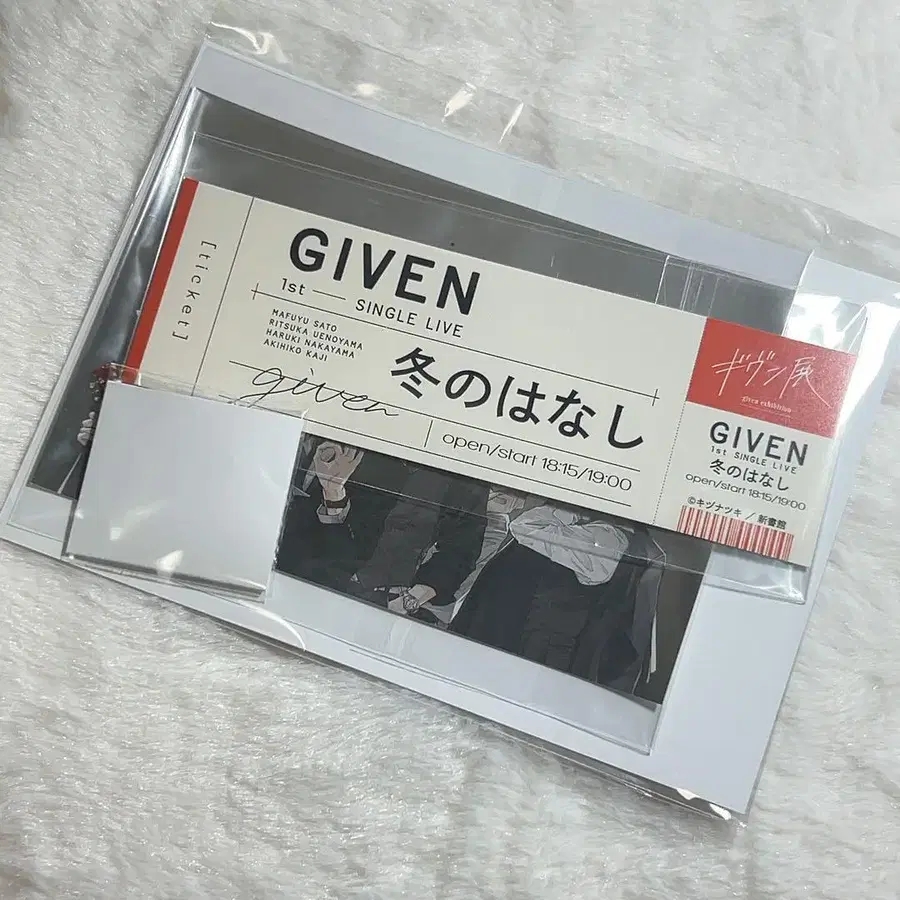 [ticket]
GIVEN
1st — SINGLE LIVE
MAFUYU SATO
RITSUKA UENOYAMA
HARUKI NAKAYAMA
AKIHIKO KAJI
冬のはなし
given
open/start 18:15/19:00
ギヴン展
given exhibition
GIVEN
1st SINGLE LIVE
冬のはなし
open/start 18:15/19:00
©キヅナツキ／新書館